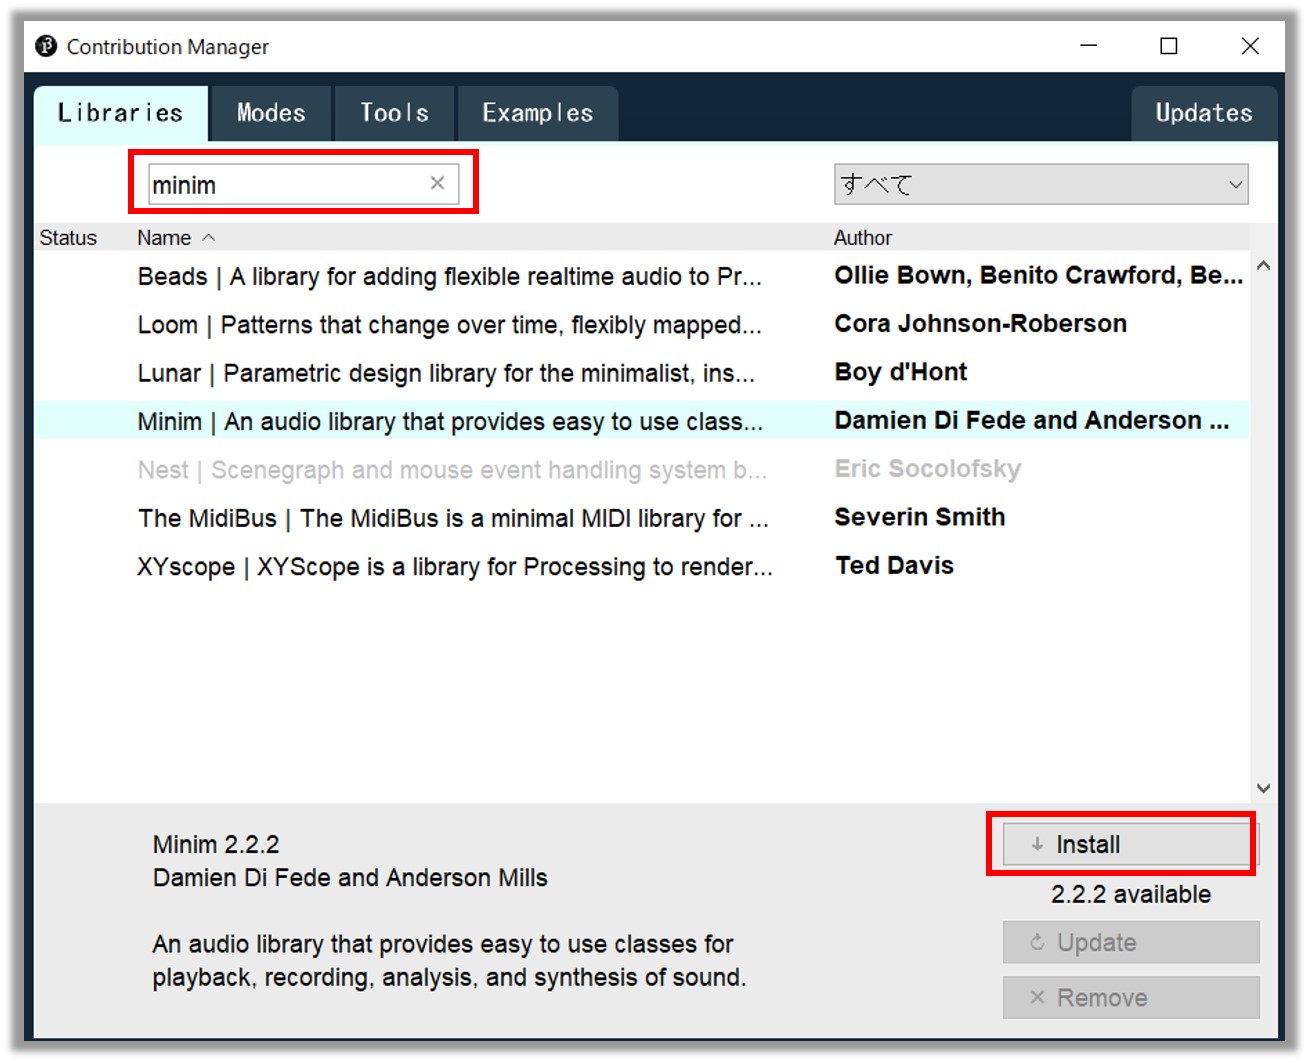 Contribution Manager
Libraries Modes Tools Examples Updates
minim すべて
Status Name Author
Beads | A library for adding flexible realtime audio to Pr... Ollie Bown, Benito Crawford, Be...
Loom | Patterns that change over time, flexibly mapped... Cora Johnson-Roberson
Lunar | Parametric design library for the minimalist, ins... Boy d'Hont
Minim | An audio library that provides easy to use class... Damien Di Fede and Anderson ...
Nest | Scenegraph and mouse event handling system b... Eric Socolofsky
The MidiBus | The MidiBus is a minimal MIDI library for ... Severin Smith
XYscope | XYScope is a library for Processing to render... Ted Davis
Minim 2.2.2
Damien Di Fede and Anderson Mills
An audio library that provides easy to use classes for
playback, recording, analysis, and synthesis of sound.
Install
2.2.2 available
Update
Remove